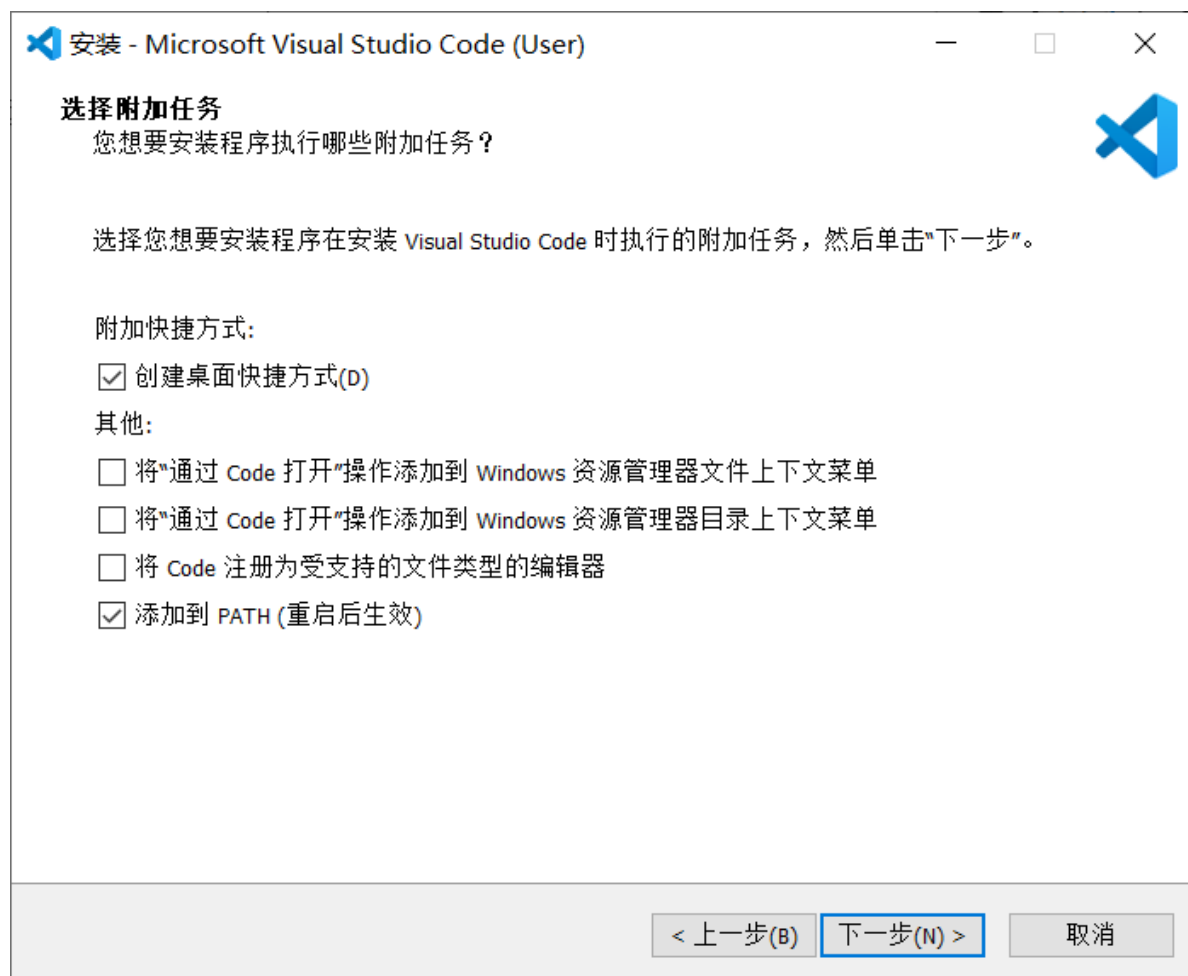 安装 - Microsoft Visual Studio Code (User)
选择附加任务
您想要安装程序执行哪些附加任务？
选择您想要安装程序在安装 Visual Studio Code 时执行的附加任务，然后单击“下一步”。
附加快捷方式:
创建桌面快捷方式(D)
其他:
将“通过 Code 打开”操作添加到 Windows 资源管理器文件上下文菜单
将“通过 Code 打开”操作添加到 Windows 资源管理器目录上下文菜单
将 Code 注册为受支持的文件类型的编辑器
添加到 PATH (重启后生效)
< 上一步(B) 下一步(N) > 取消